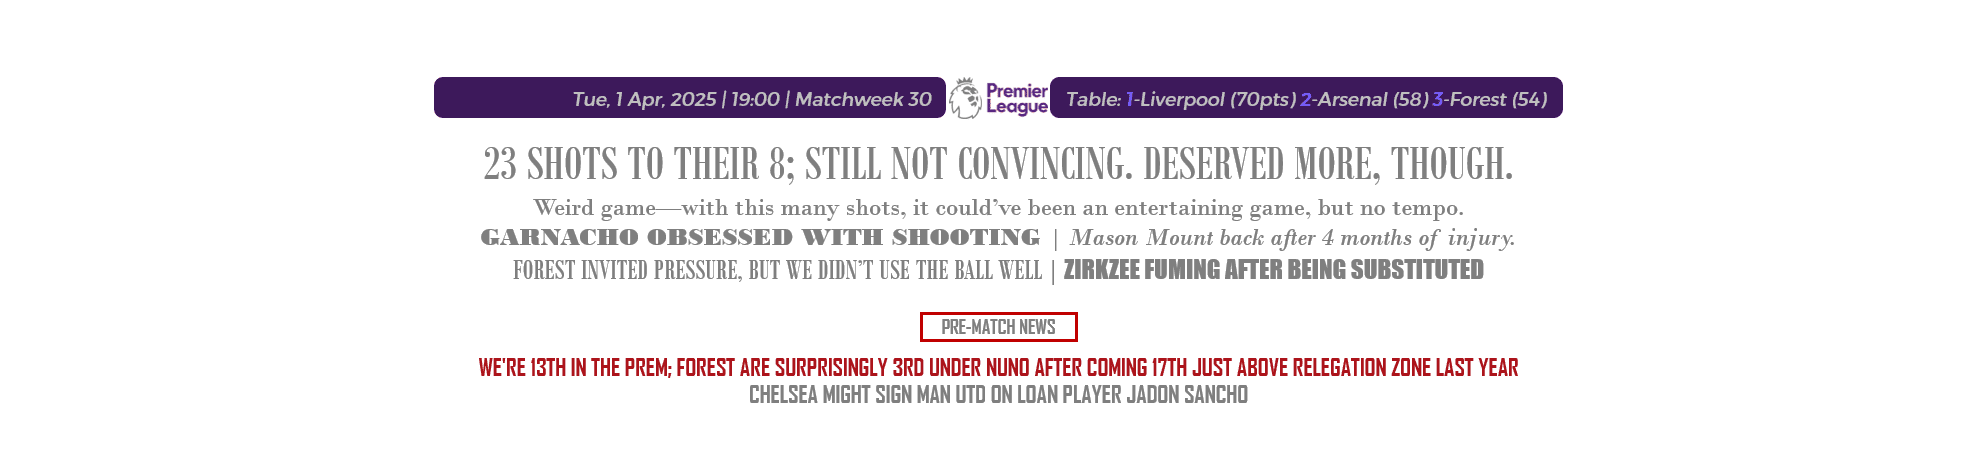 Tue, 1 Apr, 2025 | 19:00 | Matchweek 30
Premier League
Table: 1-Liverpool (70pts) 2-Arsenal (58) 3-Forest (54)
23 SHOTS TO THEIR 8; STILL NOT CONVINCING. DESERVED MORE, THOUGH.
Weird game—with this many shots, it could’ve been an entertaining game, but no tempo.
GARNACHO OBSESSED WITH SHOOTING | Mason Mount back after 4 months of injury.
FOREST INVITED PRESSURE, BUT WE DIDN’T USE THE BALL WELL | ZIRKZEE FUMING AFTER BEING SUBSTITUTED
PRE-MATCH NEWS
WE'RE 13TH IN THE PREM; FOREST ARE SURPRISINGLY 3RD UNDER NUNO AFTER COMING 17TH JUST ABOVE RELEGATION ZONE LAST YEAR
CHELSEA MIGHT SIGN MAN UTD ON LOAN PLAYER JADON SANCHO